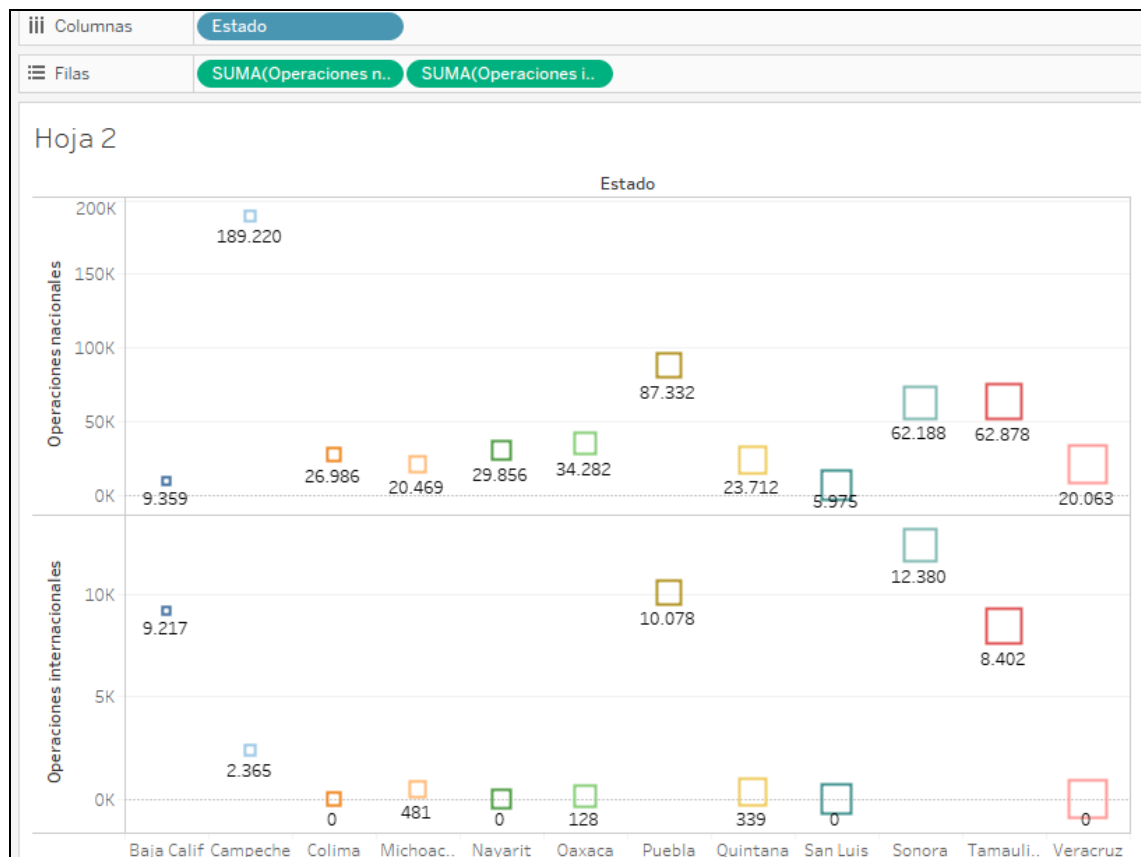 Columnas Estado
Filas SUMA(Operaciones n.. SUMA(Operaciones i..
Hoja 2
Estado
Operaciones nacionales
200K
150K
100K
50K
0K
189.220
87.332
62.188 62.878
9.359 26.986 20.469 29.856 34.282 23.712 5.975 20.063
Operaciones internacionales
10K
5K
0K
12.380
9.217 10.078 8.402
2.365
0 481 0 128 339 0 0
Baja Calif Campeche Colima Michoac.. Nayarit Oaxaca Puebla Quintana San Luis Sonora Tamauli.. Veracruz